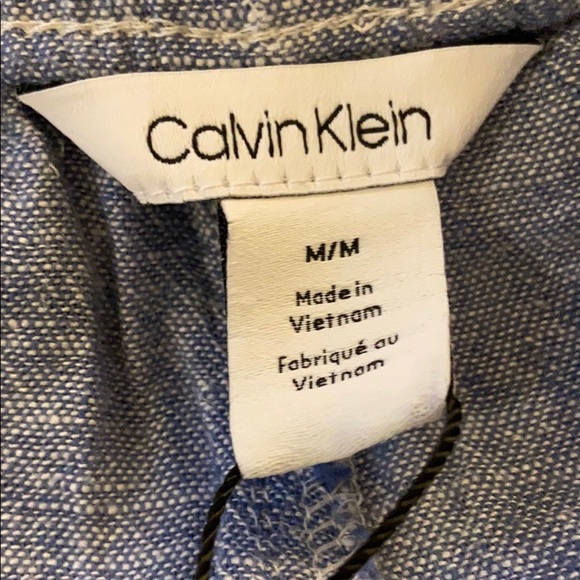 Calvin Klein
M/M
Made in
Vietnam
Fabriqué au
Vietnam